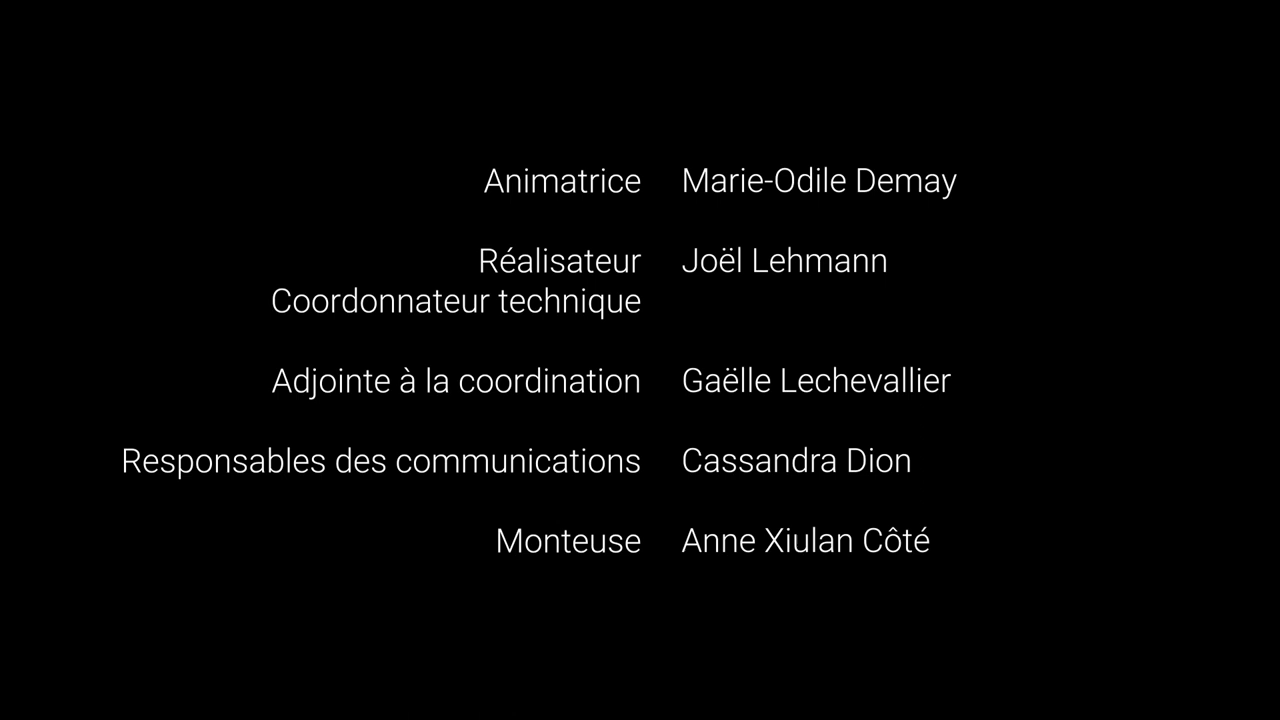 Animatrice Marie-Odile Demay
Réalisateur Joël Lehmann
Coordonnateur technique
Adjointe à la coordination Gaëlle Lechevallier
Responsables des communications Cassandra Dion
Monteuse Anne Xiulan Côté